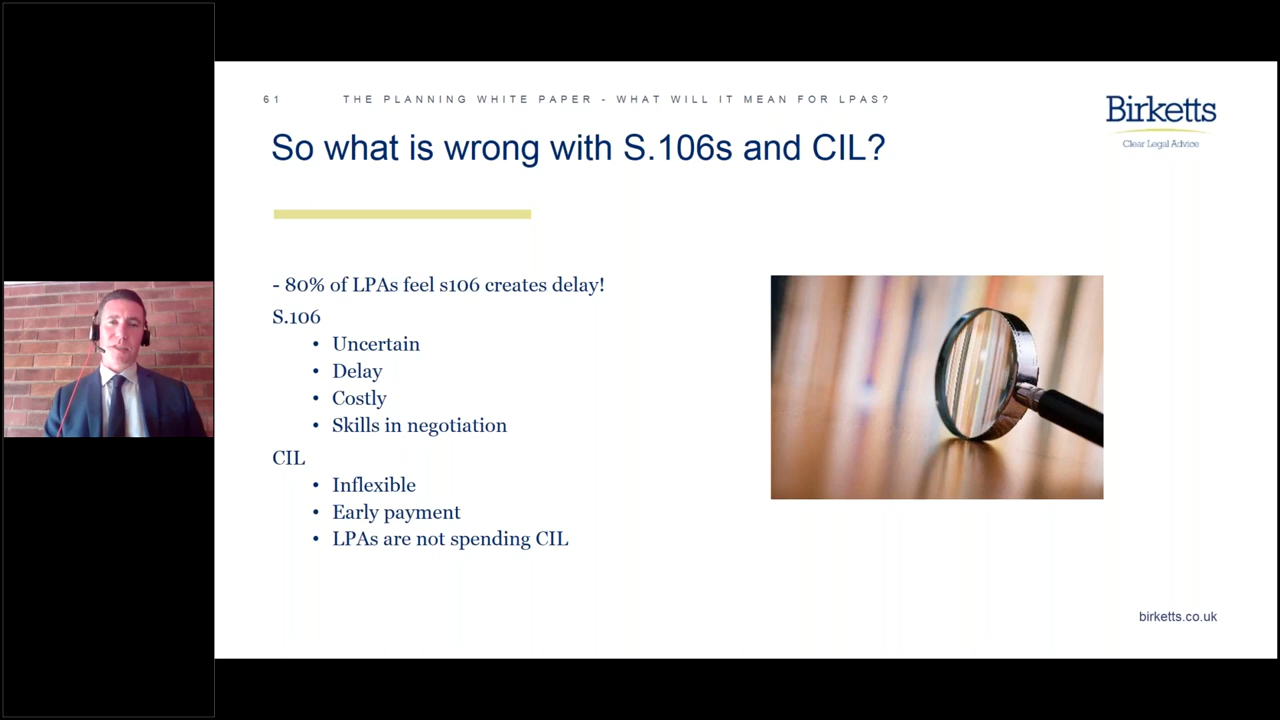 61 THE PLANNING WHITE PAPER - WHAT WILL IT MEAN FOR LPAS?
Birketts
Clear Legal Advice
So what is wrong with S.106s and CIL?
- 80% of LPAs feel s106 creates delay!
S.106
• Uncertain
• Delay
• Costly
• Skills in negotiation
CIL
• Inflexible
• Early payment
• LPAs are not spending CIL
birketts.co.uk